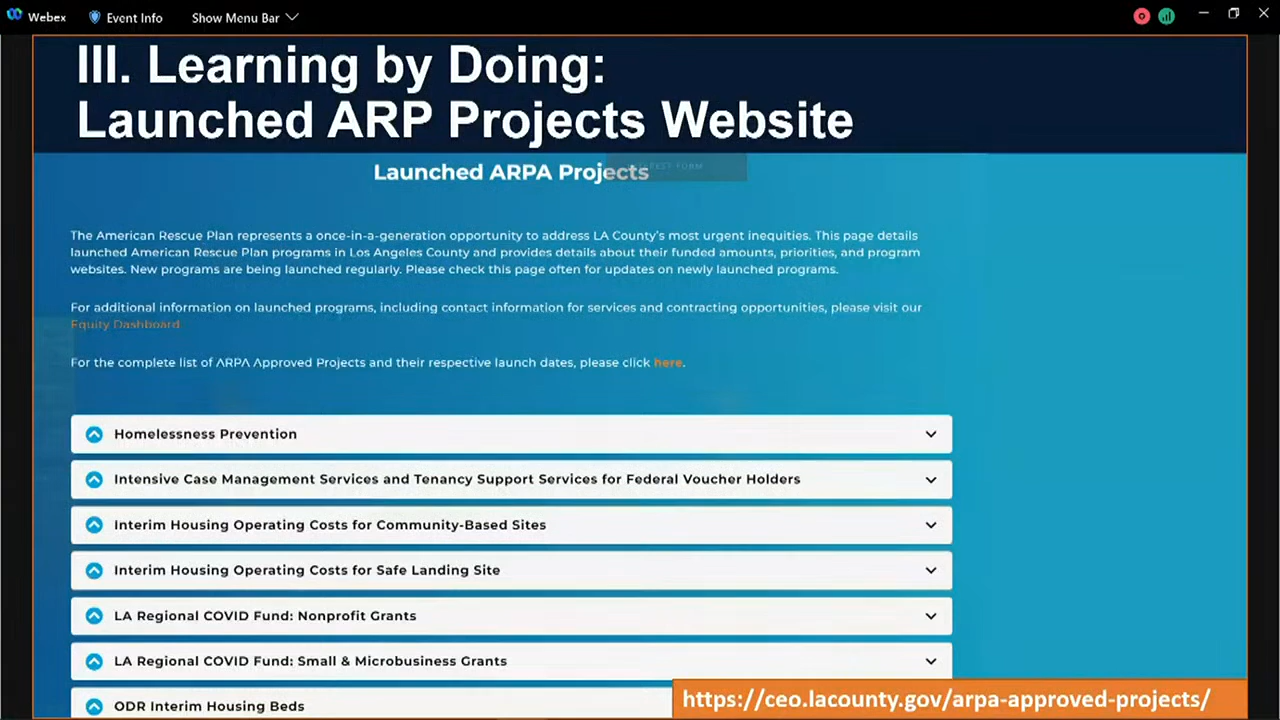 Webex Event Info Show Menu Bar
III. Learning by Doing:
Launched ARP Projects Website
Launched ARPA Projects
The American Rescue Plan represents a once-in-a-generation opportunity to address LA County's most urgent inequities. This page details
launched American Rescue Plan programs in Los Angeles County and provides details about their funded amounts, priorities, and program
websites. New programs are being launched regularly. Please check this page often for updates on newly launched programs.
For additional information on launched programs, including contact information for services and contracting opportunities, please visit our
Equity Dashboard
For the complete list of ARPA Approved Projects and their respective launch dates, please click here.
Homelessness Prevention
Intensive Case Management Services and Tenancy Support Services for Federal Voucher Holders
Interim Housing Operating Costs for Community-Based Sites
Interim Housing Operating Costs for Safe Landing Site
LA Regional COVID Fund: Nonprofit Grants
LA Regional COVID Fund: Small & Microbusiness Grants
ODR Interim Housing Beds
https://ceo.lacounty.gov/arpa-approved-projects/